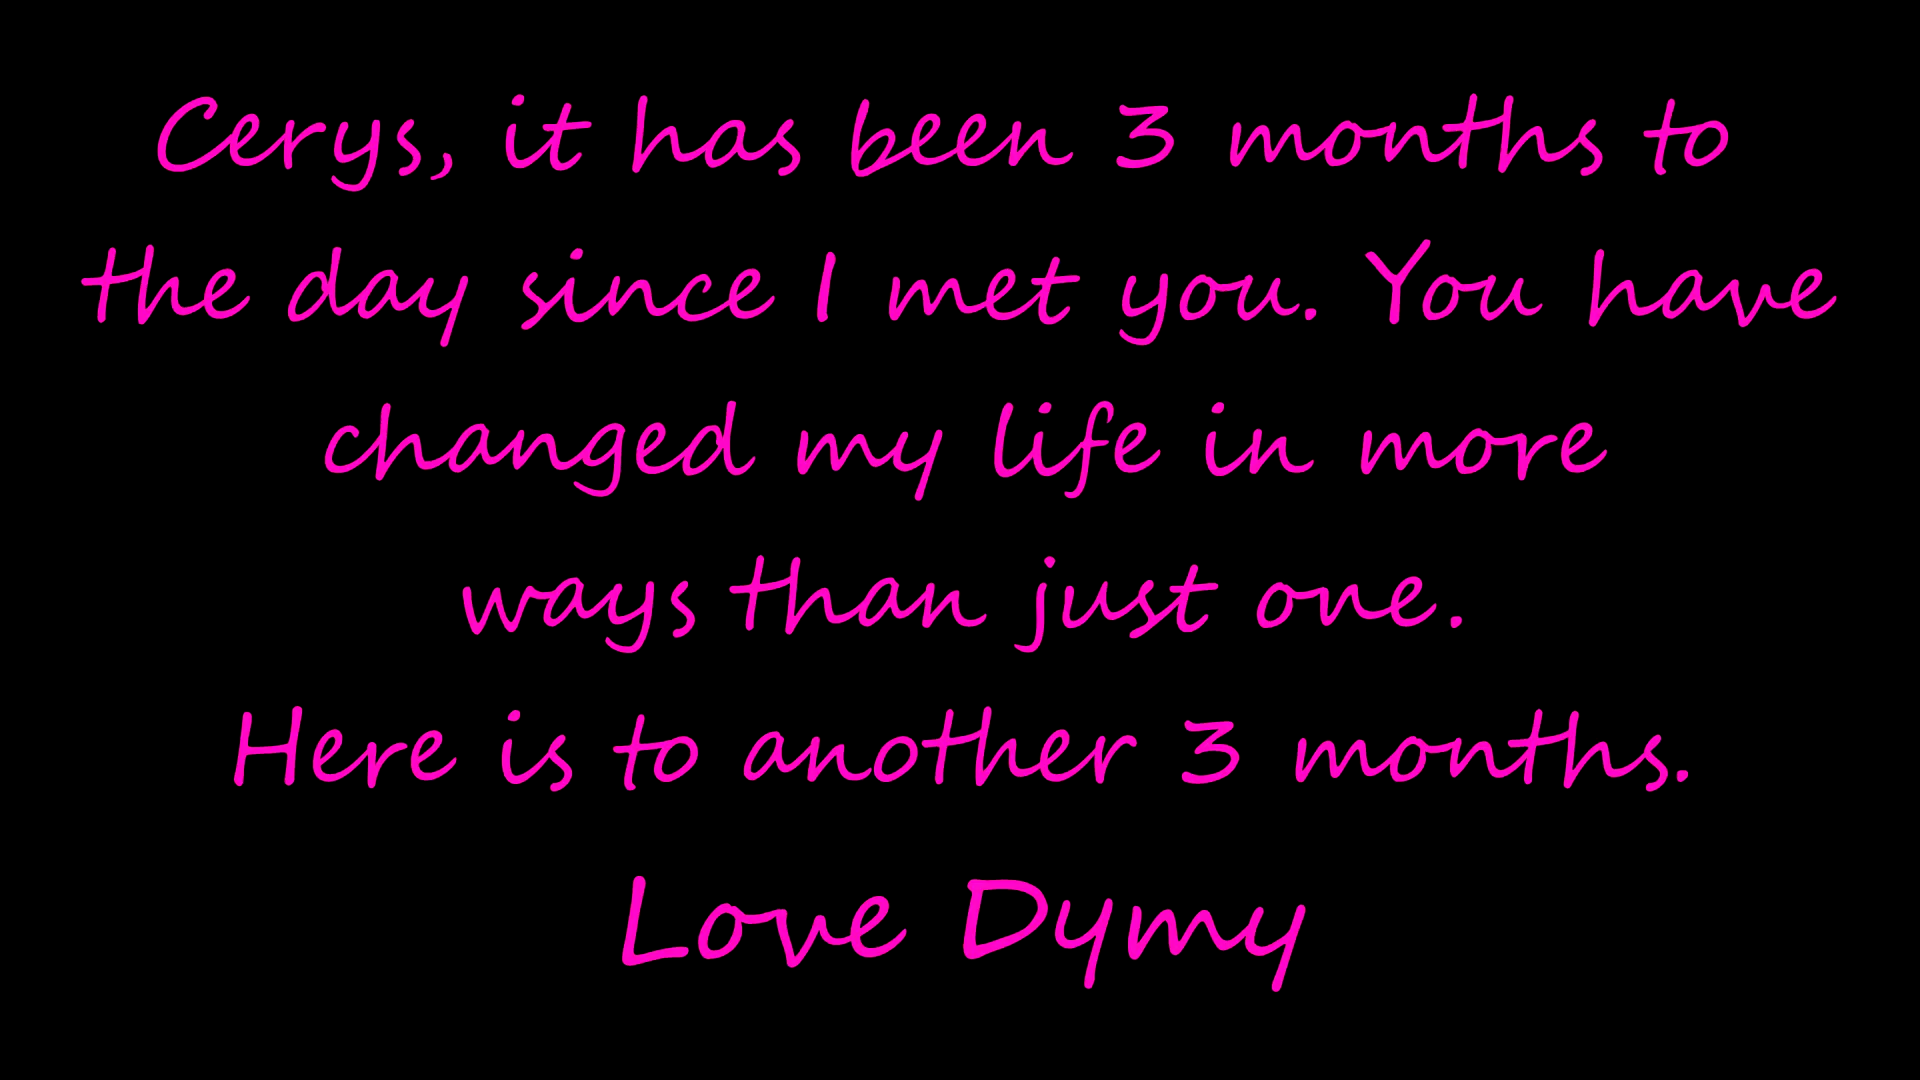 Cerys, it has been 3 months to
the day since I met you. You have
changed my life in more
ways than just one.
Here is to another 3 months.
Love Dymy